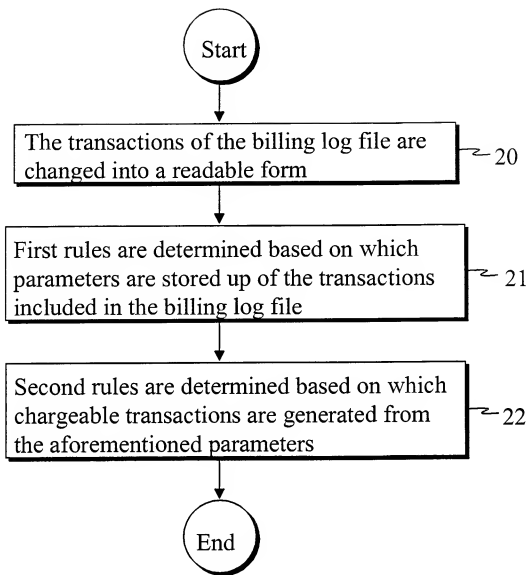 Start
The transactions of the billing log file are
changed into a readable form
20
First rules are determined based on which
parameters are stored up of the transactions
included in the billing log file
21
Second rules are determined based on which
chargeable transactions are generated from
the aforementioned parameters
22
End